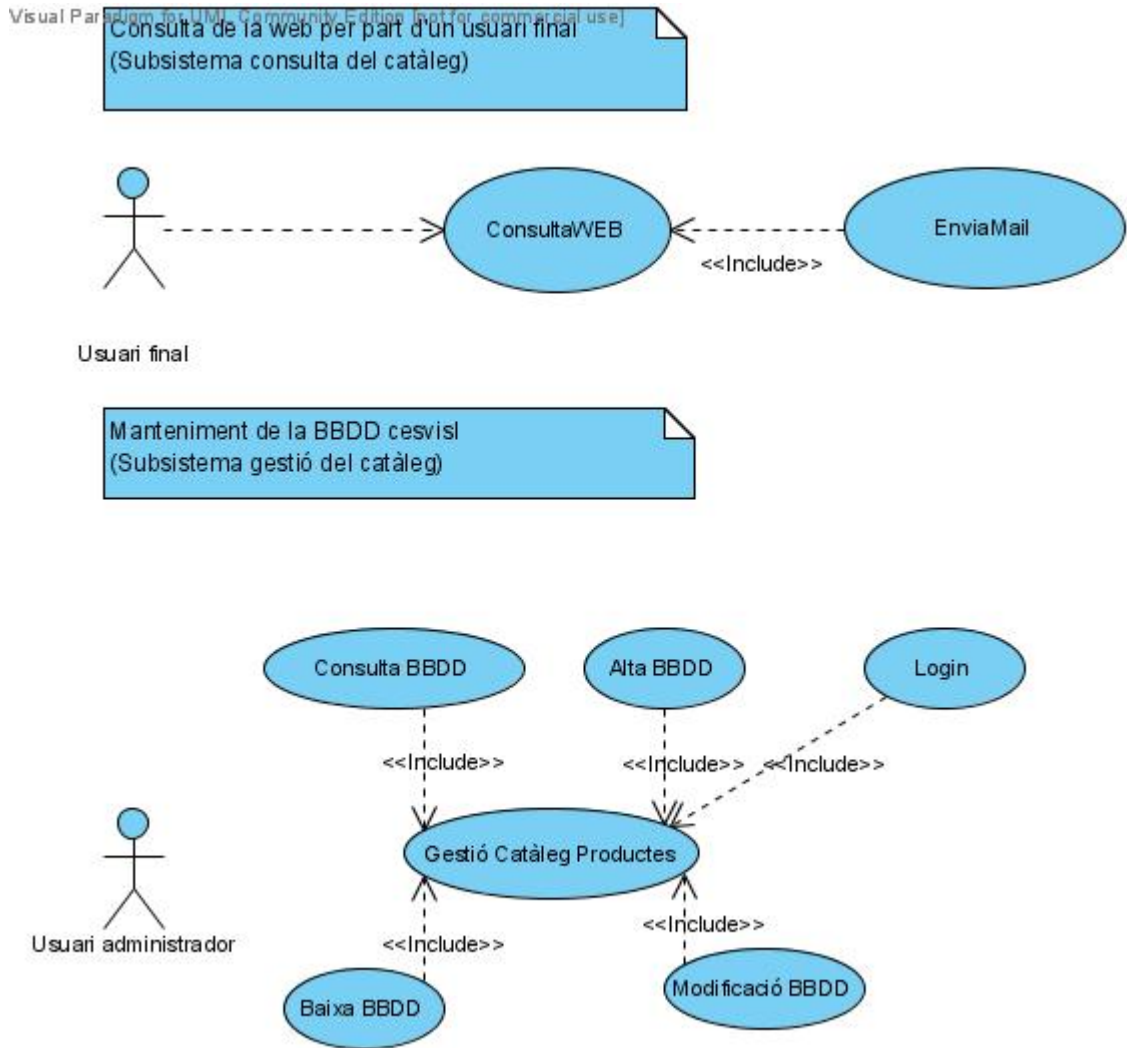 Visual Paradigm for UML Community Edition [not for commercial use]
Consulta de la web per part d'un usuari final
(Subsistema consulta del catàleg)
ConsultaWEB
EnviaMail
<<Include>>
Usuari final
Manteniment de la BBDD cesvisl
(Subsistema gestió del catàleg)
Consulta BBDD
Alta BBDD
Login
<<Include>>
<<Include>>
<<Include>>
Gestió Catàleg Productes
Usuari administrador
<<Include>>
<<Include>>
Baixa BBDD
Modificació BBDD